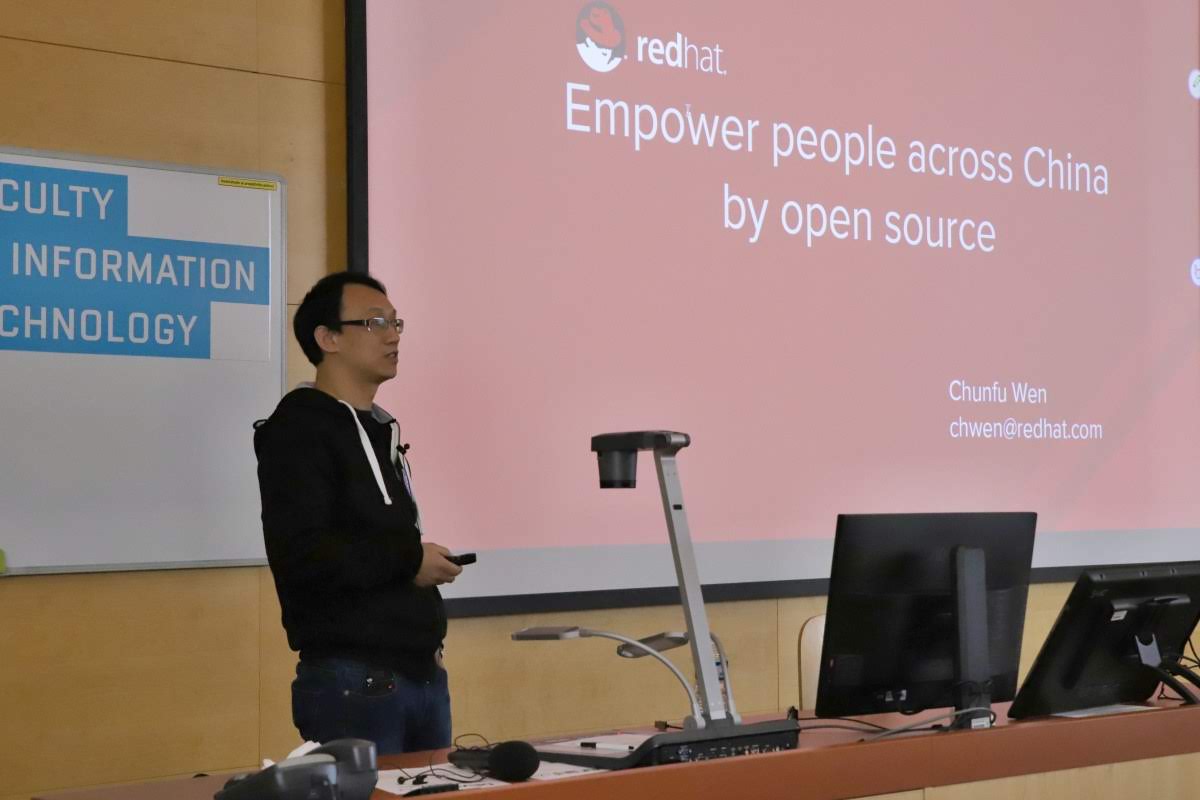 redhat.
Empower people across China
by open source
Chunfu Wen
chwen@redhat.com
CULTY
INFORMATION
CHNOLOGY